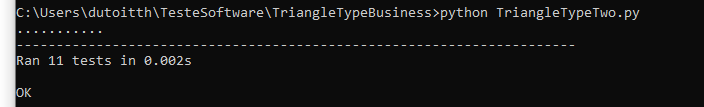 C:\Users\dutoitth\TesteSoftware\TriangleTypeBusiness>python TriangleTypeTwo.py
...........
----------------------------------------------------------------------
Ran 11 tests in 0.002s
OK